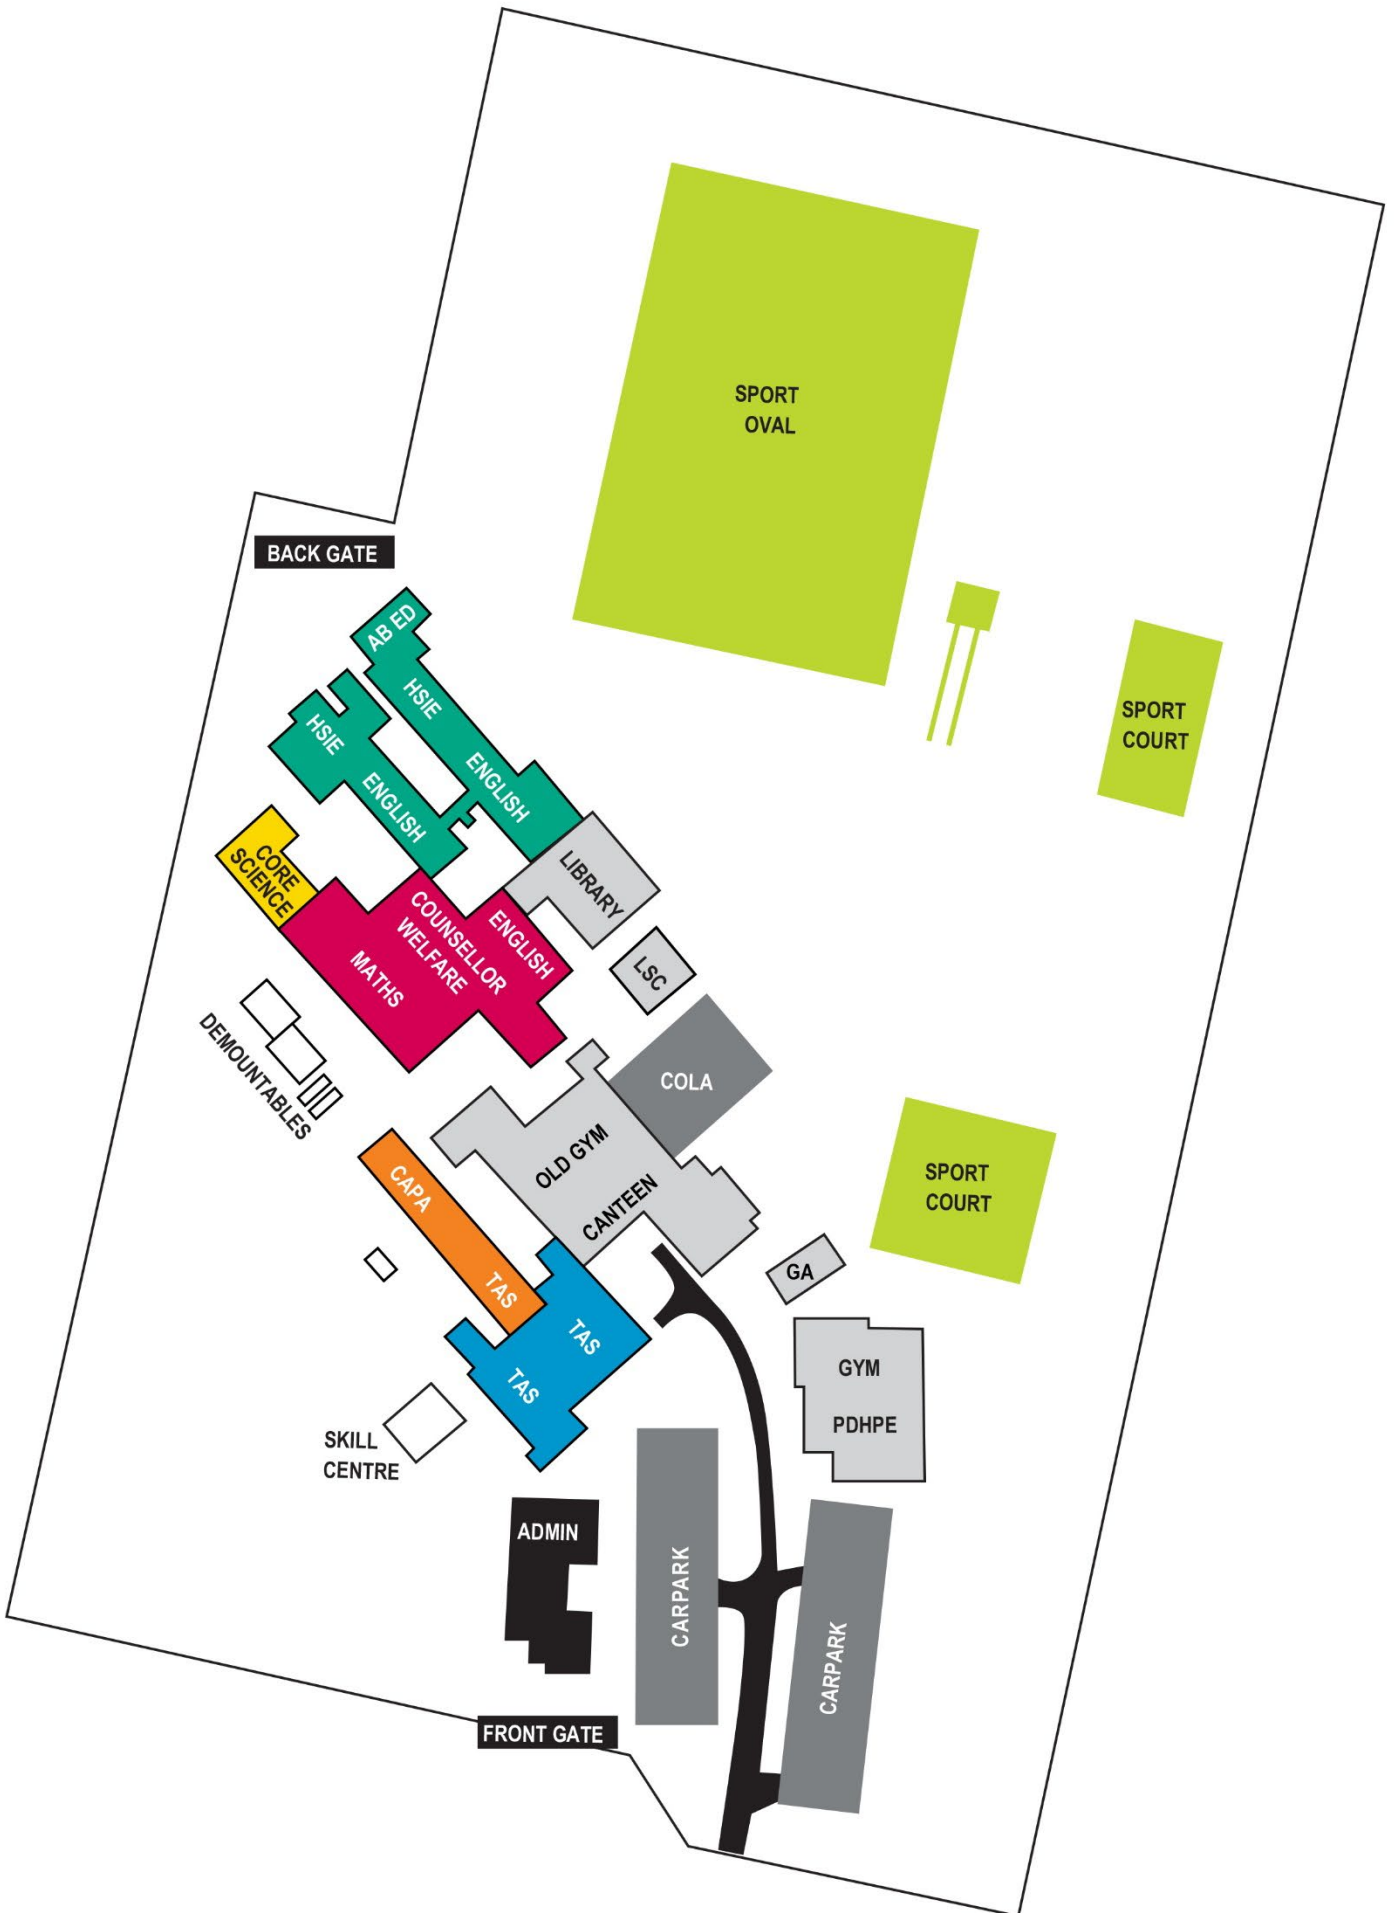 SPORT
OVAL
BACK GATE
AB ED
HSIE
ENGLISH
HSIE
ENGLISH
SPORT
COURT
CORE
SCIENCE
LIBRARY
COUNSELLOR
WELFARE
ENGLISH
MATHS
LSC
DEMOUNTABLES
COLA
OLD GYM
CANTEEN
CAPA
TAS
SPORT
COURT
GA
TAS
TAS
GYM
PDHPE
SKILL
CENTRE
ADMIN
CARPARK
CARPARK
FRONT GATE